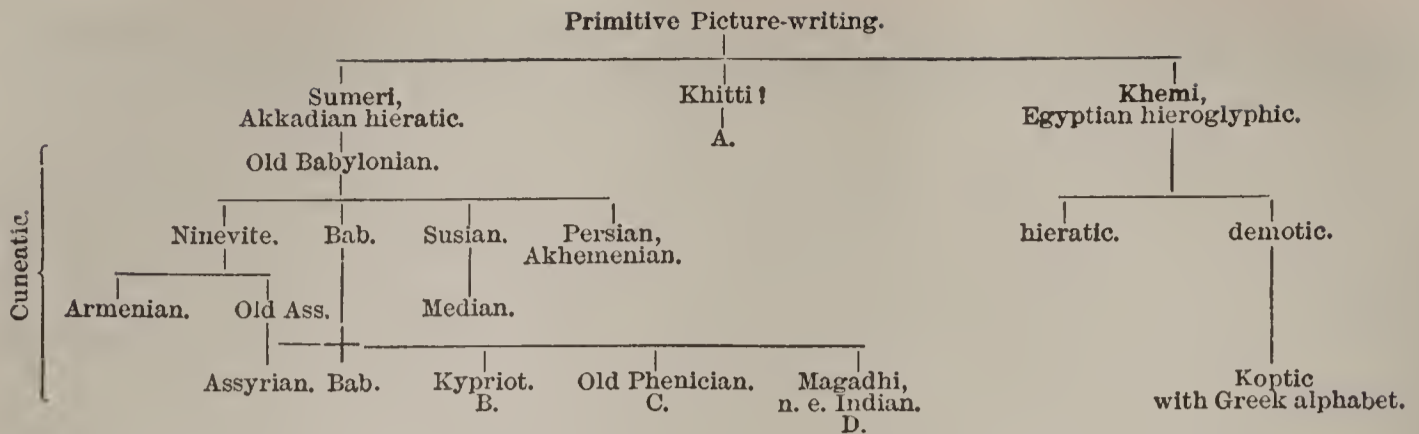 Primitive Picture-writing.
Sumeri, Khitti! Khemi,
Akkadian hieratic. Egyptian hieroglyphic.
A.
Old Babylonian.
Cuneatic.
Ninevite. Bab. Susian. Persian, hieratic. demotic.
Akhemenian.
Armenian. Old Ass. Median.
Assyrian. Bab. Kypriot. Old Phenician. Magadhi, Koptic
B. C. n. e. Indian. with Greek alphabet.
D.